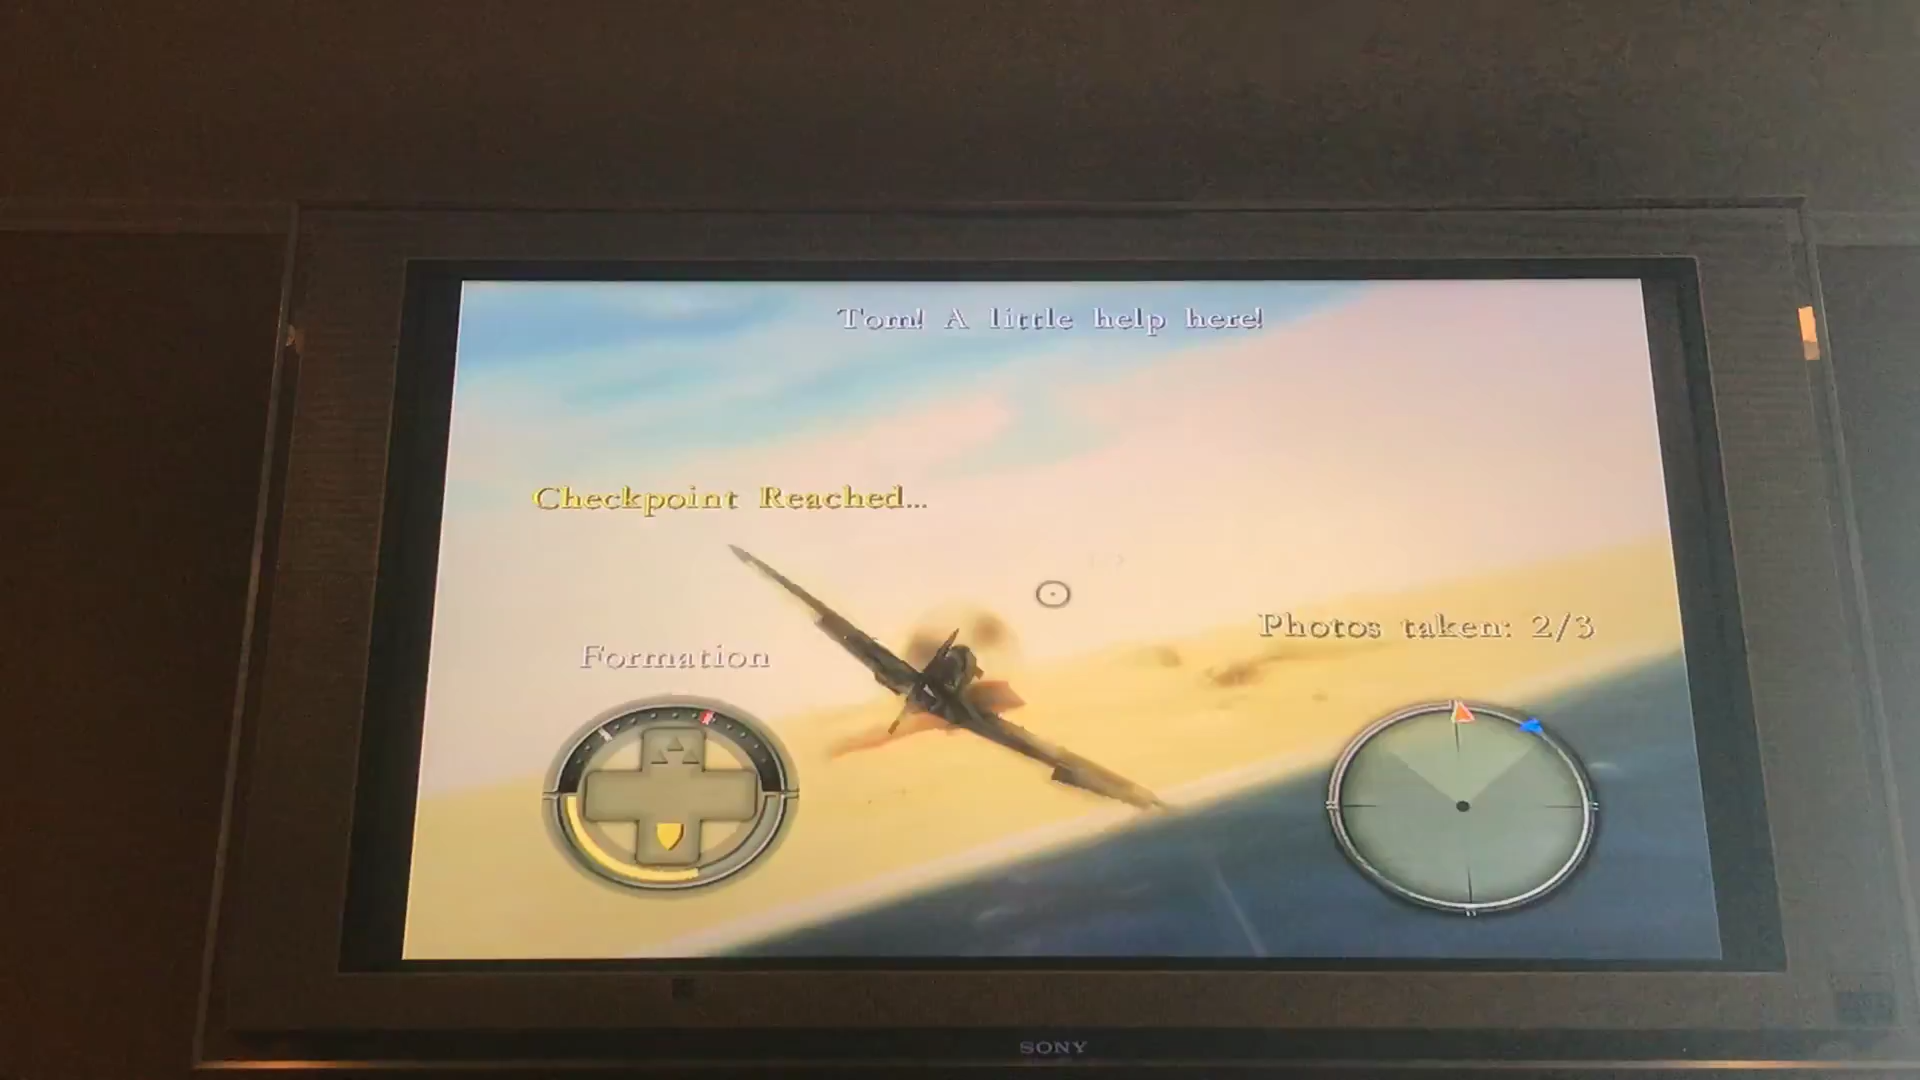 Tom! A little help here!
Checkpoint Reached...
Photos taken: 2/3
Formation
SONY